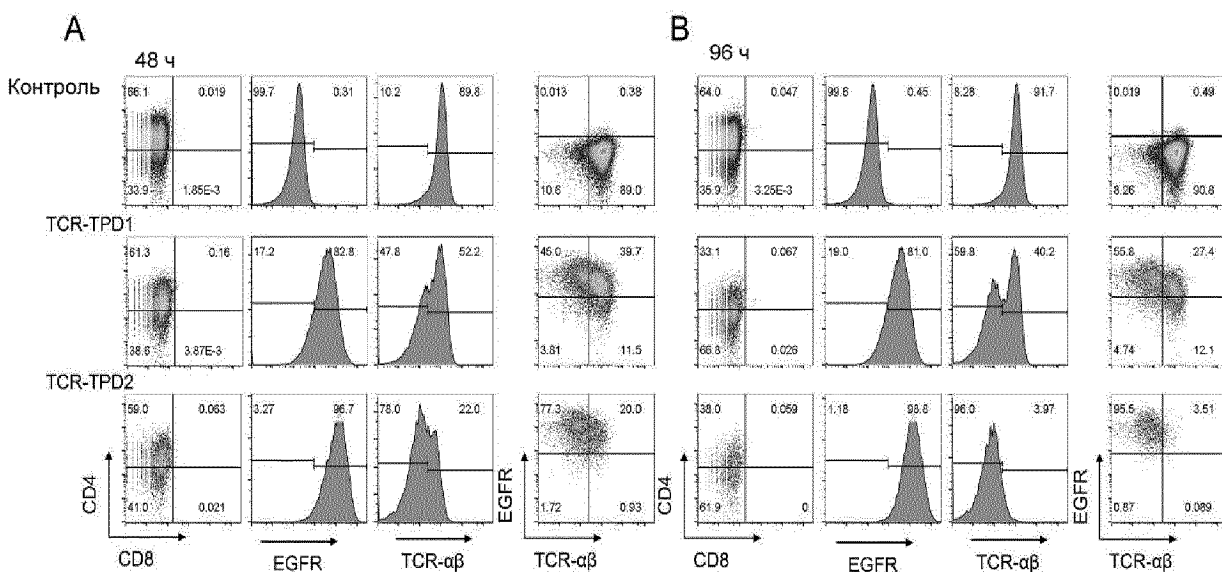 A
B
48 ч
96 ч
Контроль
66.1 0.019
33.9 1.85E-3
99.7 0.31
10.2 89.8
0.013 0.38
10.6 89.0
64.0 0.047
35.9 3.25E-3
99.6 0.45
8.28 91.7
0.019 0.49
8.26 90.8
TCR-TPD1
61.3 0.16
38.6 3.87E-3
17.2 82.8
47.8 52.2
45.0 39.7
3.81 11.5
33.1 0.067
66.8 0.026
19.0 81.0
59.8 40.2
55.8 27.4
4.74 12.1
TCR-TPD2
59.0 0.063
41.0 0.021
3.27 96.7
78.0 22.0
77.3 20.0
1.72 0.93
38.0 0.059
61.9 0
1.18 98.8
96.0 3.97
95.5 3.51
0.87 0.089
CD4
EGFR
CD4
EGFR
CD8
EGFR
TCR-αβ
TCR-αβ
CD8
EGFR
TCR-αβ
TCR-αβ